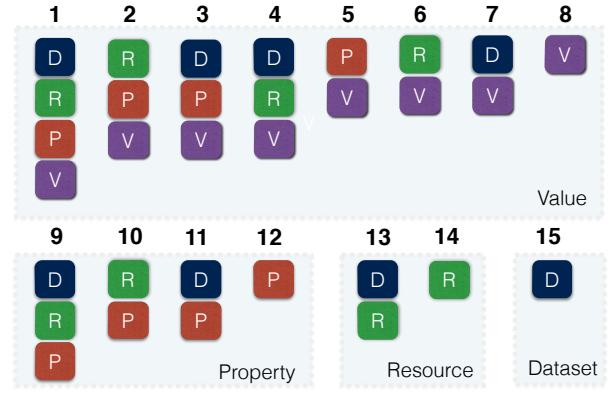 1 2 3 4 5 6 7 8
D R D D P R D V
R P P R V V V
P V V V V
V
Value
9 10 11 12 13 14 15
D R D P D R D
R P P R
P
Property Resource Dataset